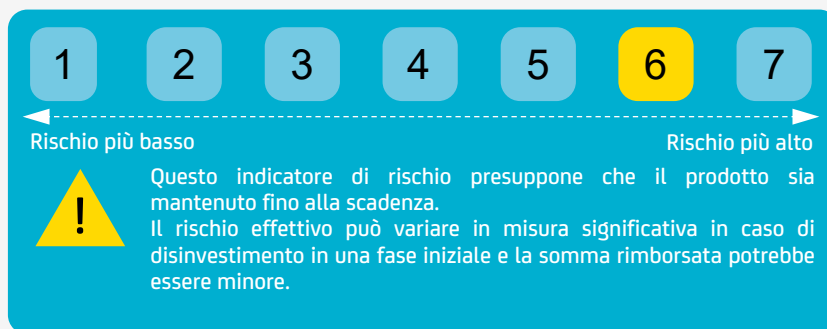 1 2 3 4 5 6 7
Rischio più basso Rischio più alto
!
Questo indicatore di rischio presuppone che il prodotto sia
mantenuto fino alla scadenza.
Il rischio effettivo può variare in misura significativa in caso di
disinvestimento in una fase iniziale e la somma rimborsata potrebbe
essere minore.